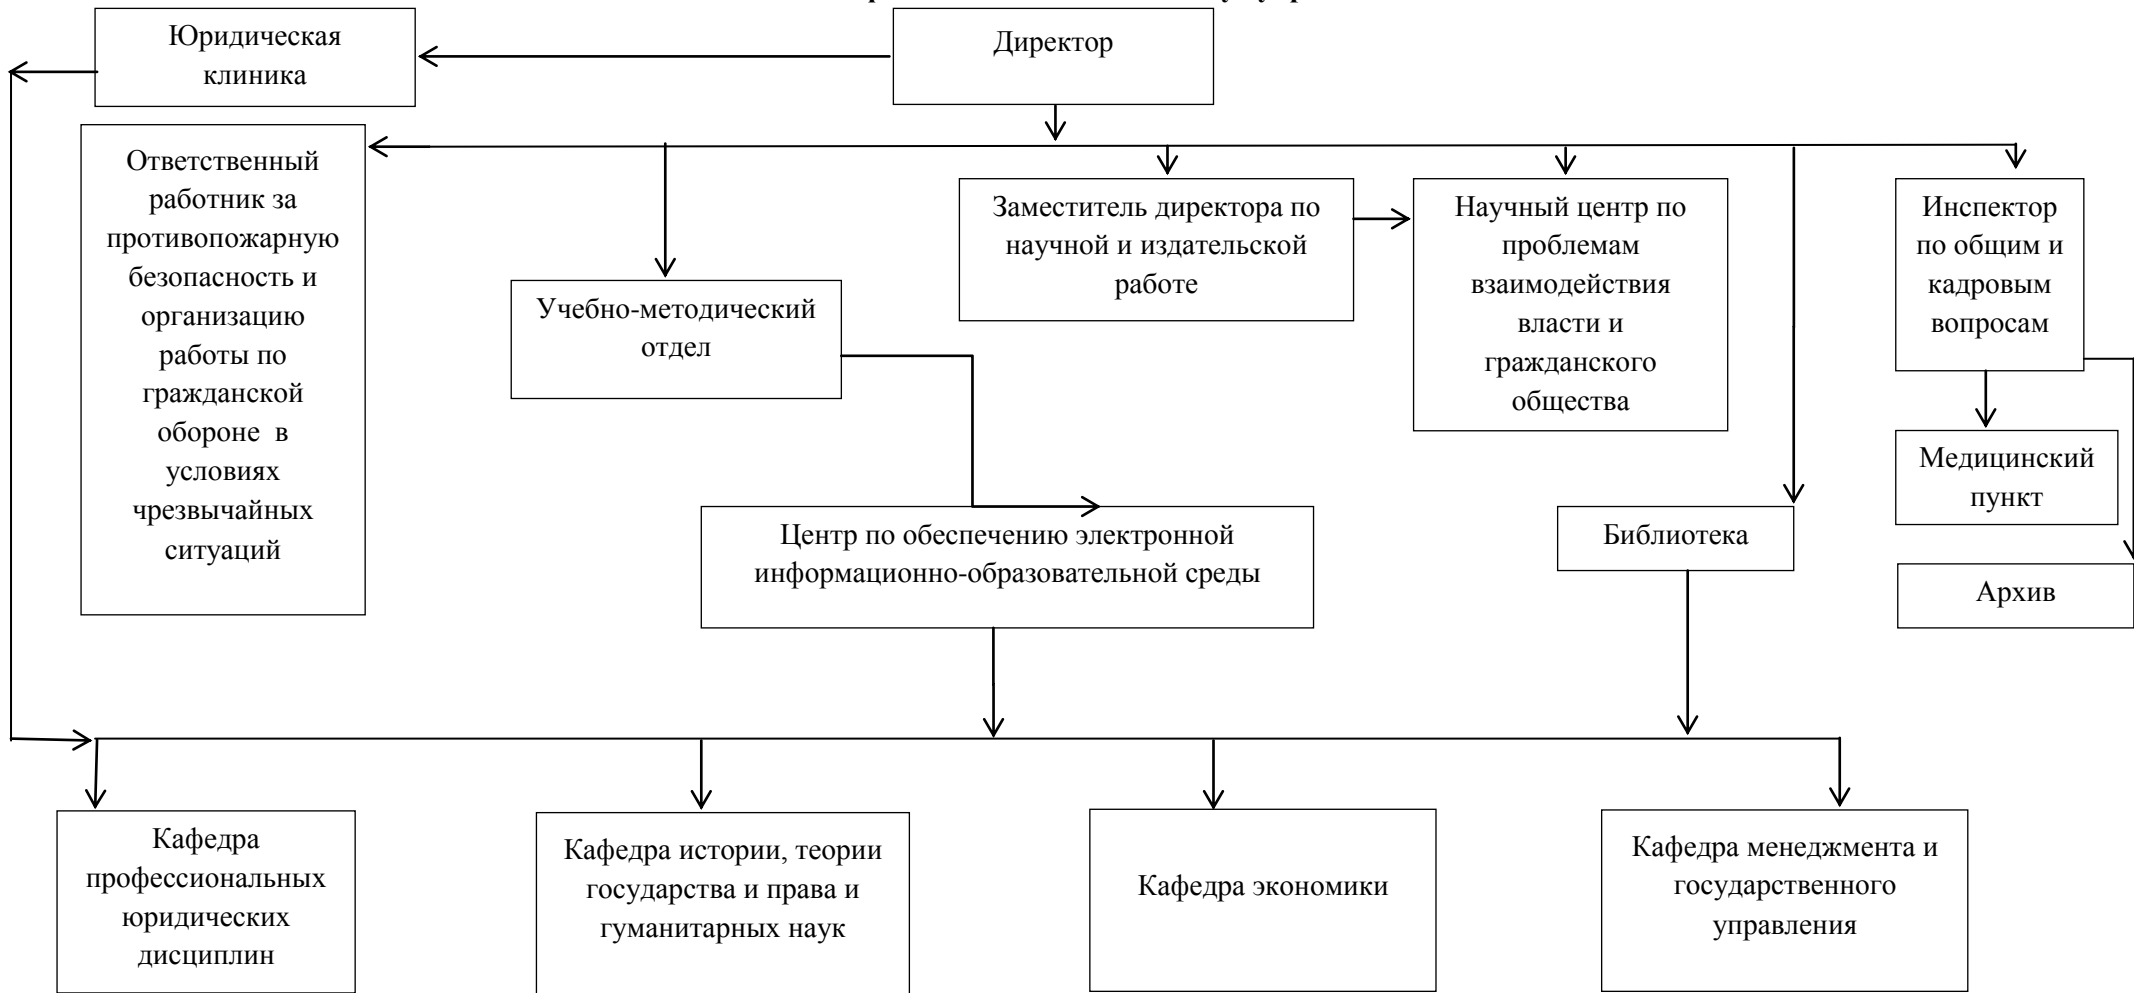 Юридическая
клиника
Директор
Ответственный
работник за
противопожарную
безопасность и
организацию
работы по
гражданской
обороне в
условиях
чрезвычайных
ситуаций
Учебно-методический
отдел
Заместитель директора по
научной и издательской
работе
Научный центр по
проблемам
взаимодействия
власти и
гражданского
общества
Инспектор
по общим и
кадровым
вопросам
Медицинский
пункт
Центр по обеспечению электронной
информационно-образовательной среды
Библиотека
Архив
Кафедра
профессиональных
юридических
дисциплин
Кафедра истории, теории
государства и права и
гуманитарных наук
Кафедра экономики
Кафедра менеджмента и
государственного
управления